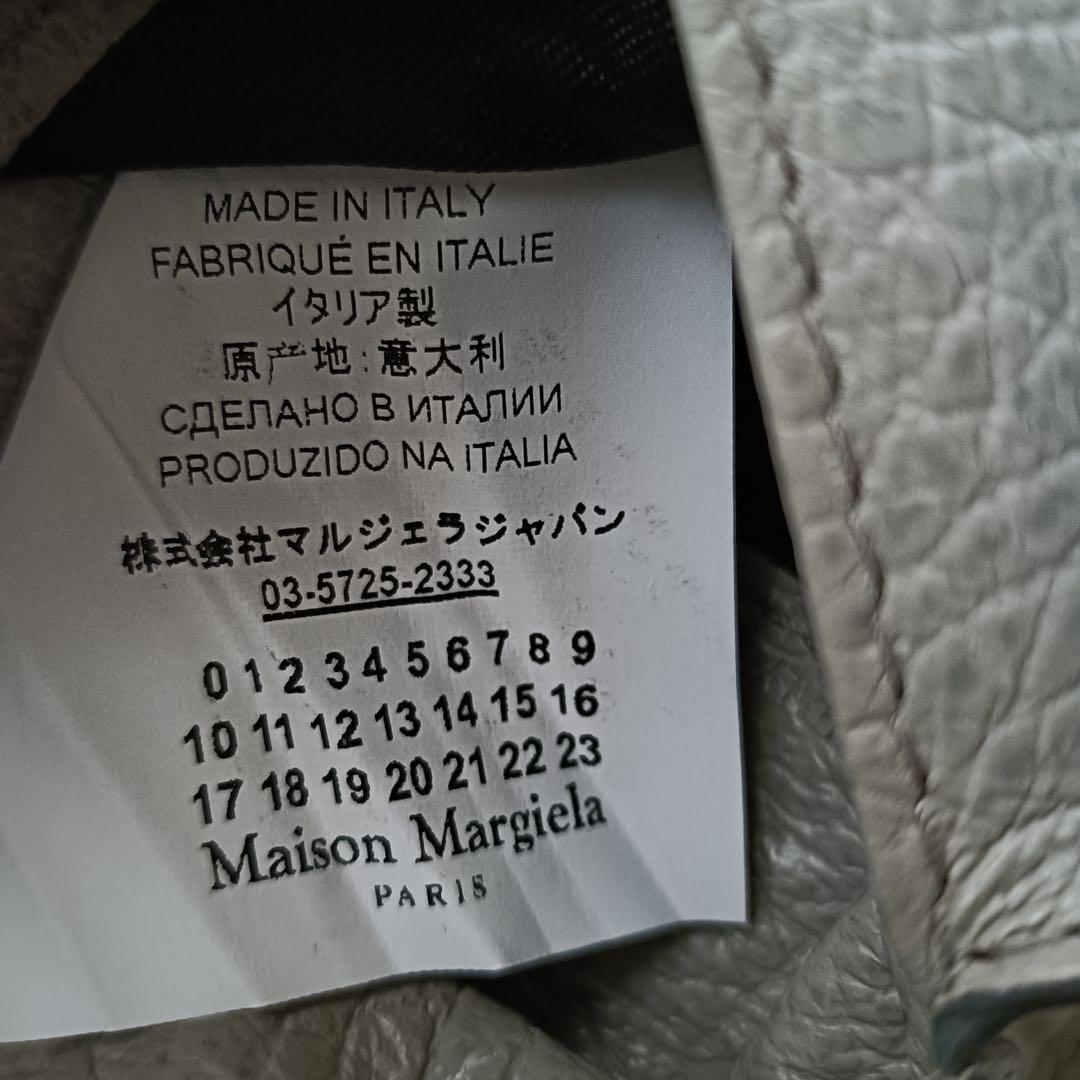 MADE IN ITALY
FABRIQUÉ EN ITALIE
イタリア製
原产地:意大利
СДЕЛАНО В ИТАЛИИ
PRODUZIDO NA ITALIA
株式会社マルジェラジャパン
03-5725-2333
0 1 2 3 4 5 6 7 8 9
10 11 12 13 14 15 16
17 18 19 20 21 22 23
Maison Margiela
PARIS